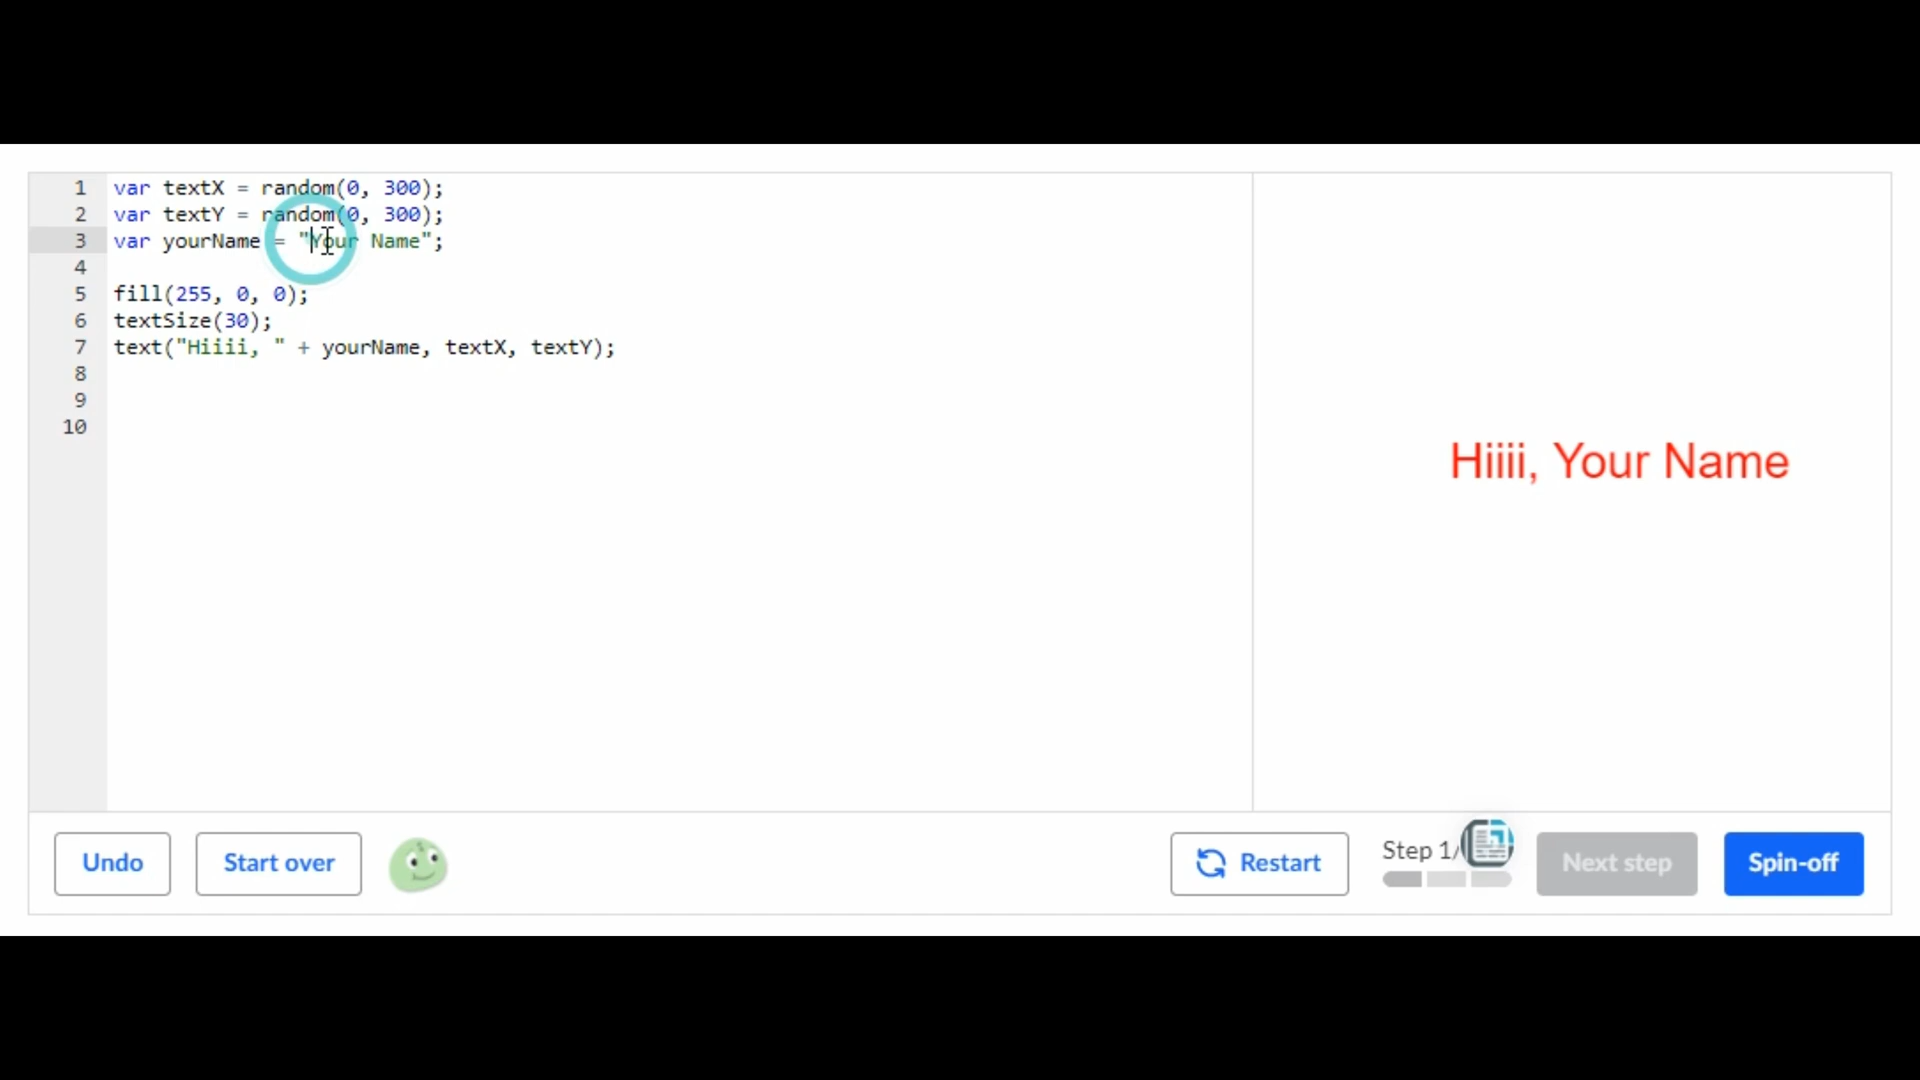 1 var textX = random(0, 300);
2 var textY = random(0, 300);
3 var yourName = "Your Name";
4
5 fill(255, 0, 0);
6 textSize(30);
7 text("Hiiii, " + yourName, textX, textY);
8
9
10
Hiiii, Your Name
Undo
Start over
Restart
Step 1/
Next step
Spin-off